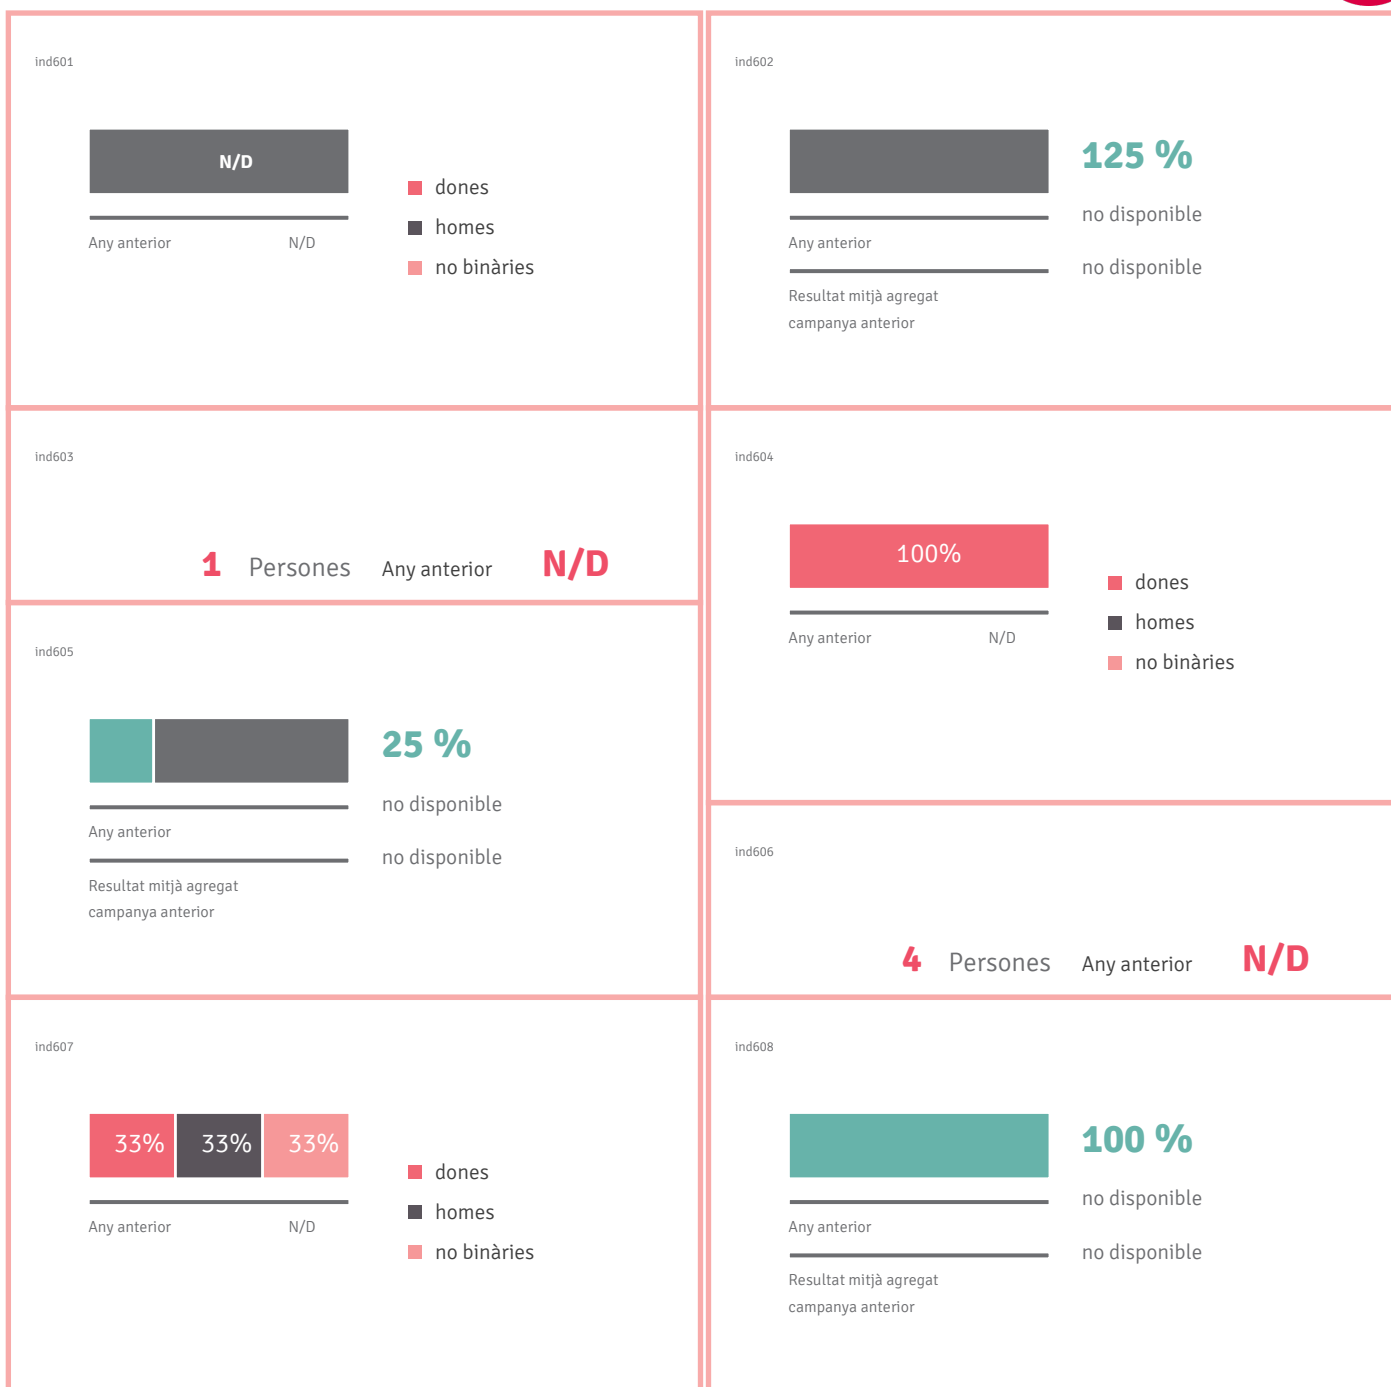 ind601
N/D
Any anterior N/D
dones
homes
no binàries
ind602
125 %
no disponible
Any anterior
no disponible
Resultat mitjà agregat
campanya anterior
ind603
1 Persones Any anterior N/D
ind604
100%
Any anterior N/D
dones
homes
no binàries
ind605
25 %
no disponible
Any anterior
no disponible
Resultat mitjà agregat
campanya anterior
ind606
4 Persones Any anterior N/D
ind607
33% 33% 33%
Any anterior N/D
dones
homes
no binàries
ind608
100 %
no disponible
Any anterior
no disponible
Resultat mitjà agregat
campanya anterior